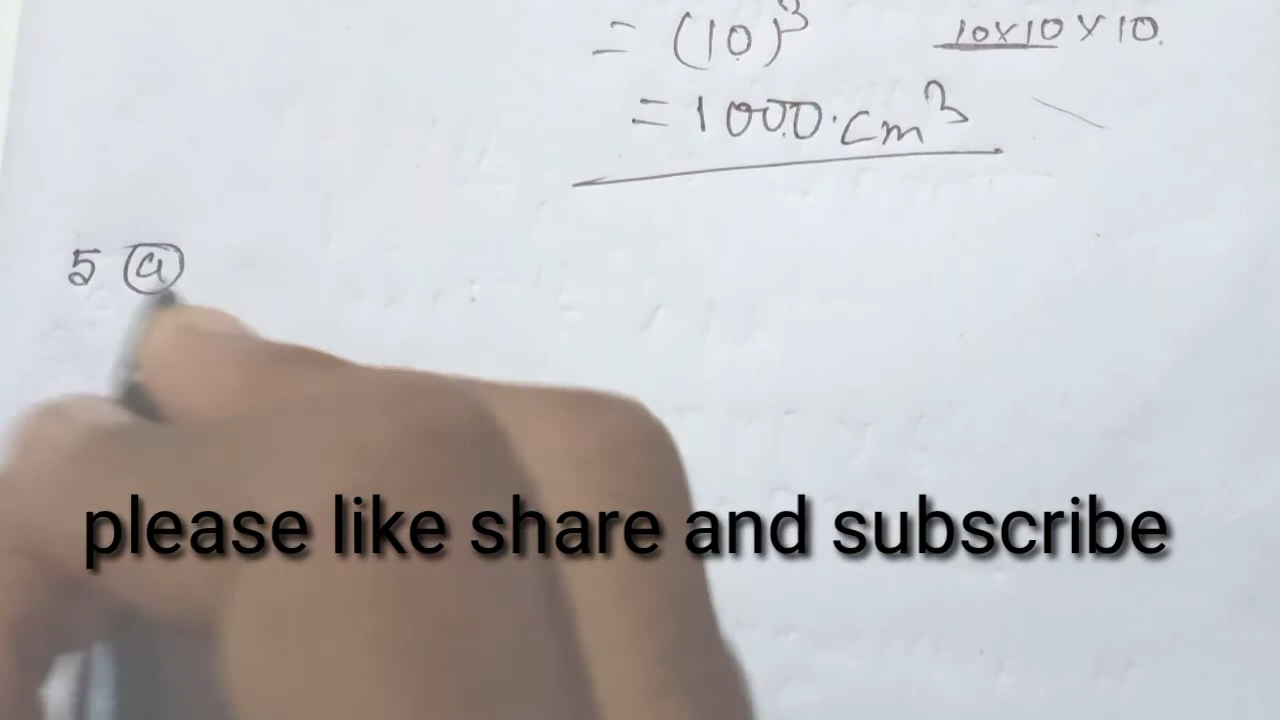 = (10)³ 10×10×10.
= 1000.cm³
5 ⓐ
please like share and subscribe